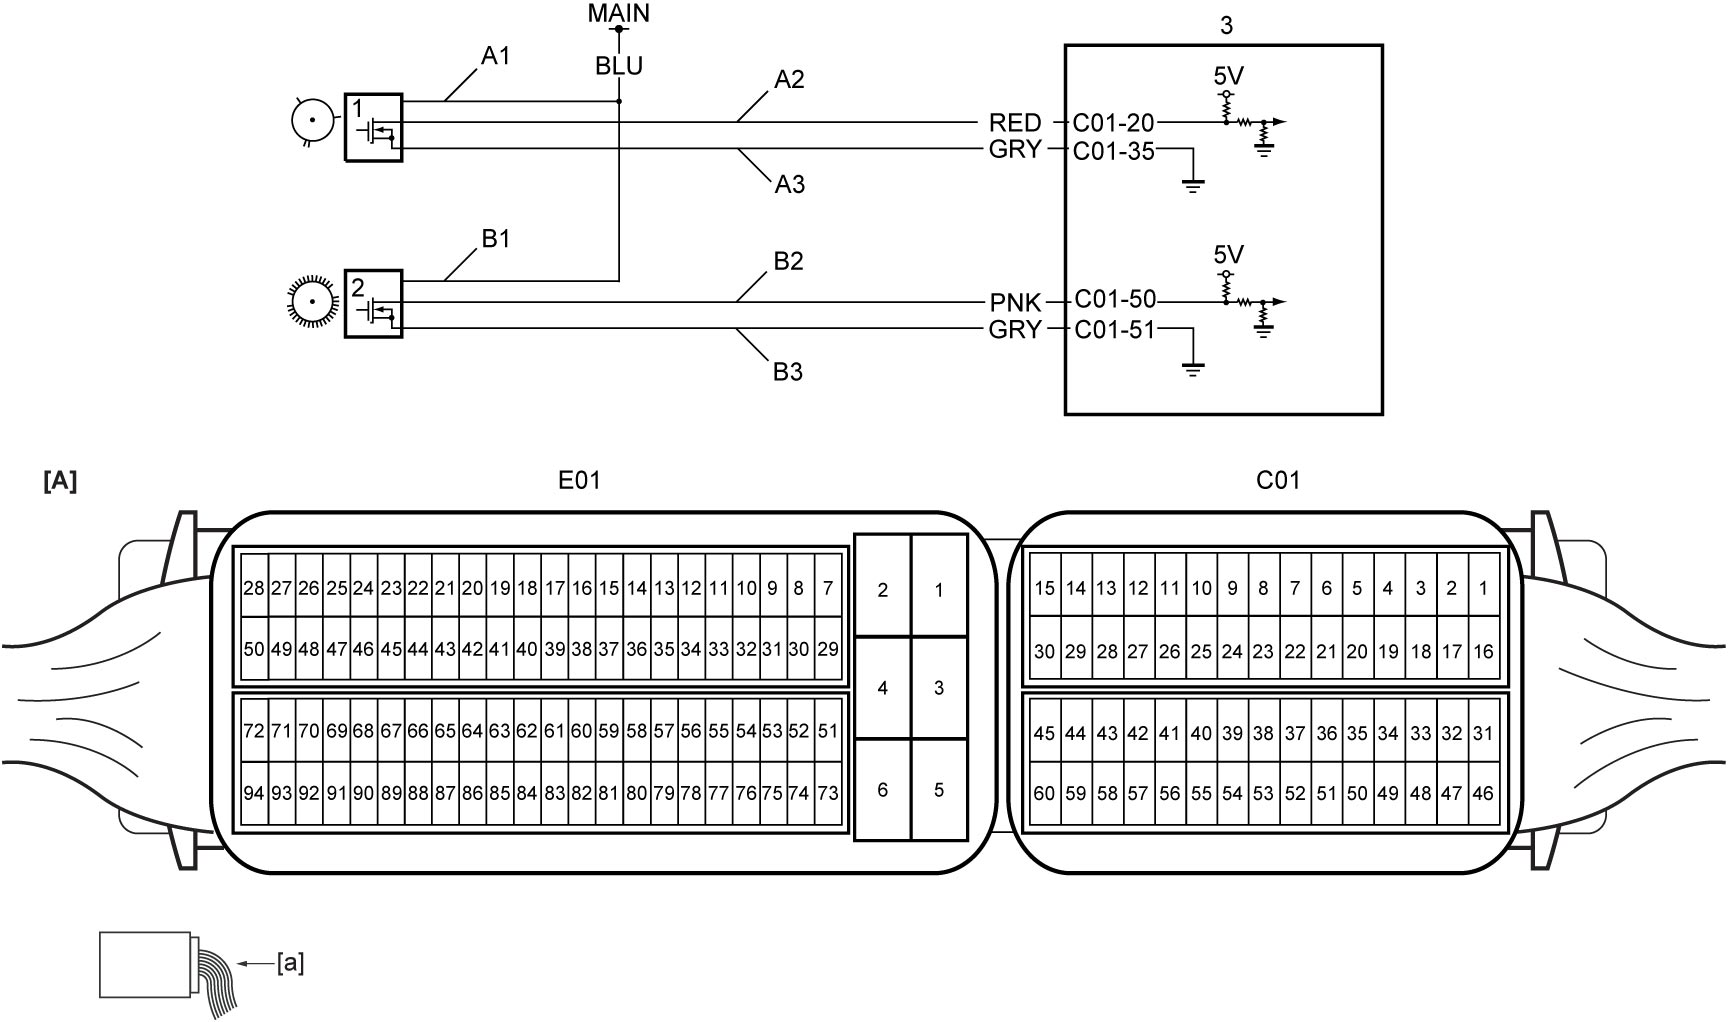 MAIN
3
A1
BLU
5V
A2
1
RED C01-20
GRY C01-35
A3
B1
5V
B2
2
PNK C01-50
GRY C01-51
B3
[A] E01 C01
28 27 26 25 24 23 22 21 20 19 18 17 16 15 14 13 12 11 10 9 8 7 2 1 15 14 13 12 11 10 9 8 7 6 5 4 3 2 1
50 49 48 47 46 45 44 43 42 41 40 39 38 37 36 35 34 33 32 31 30 29 30 29 28 27 26 25 24 23 22 21 20 19 18 17 16
4 3
72 71 70 69 68 67 66 65 64 63 62 61 60 59 58 57 56 55 54 53 52 51 45 44 43 42 41 40 39 38 37 36 35 34 33 32 31
94 93 92 91 90 89 88 87 86 85 84 83 82 81 80 79 78 77 76 75 74 73 6 5 60 59 58 57 56 55 54 53 52 51 50 49 48 47 46
[a]